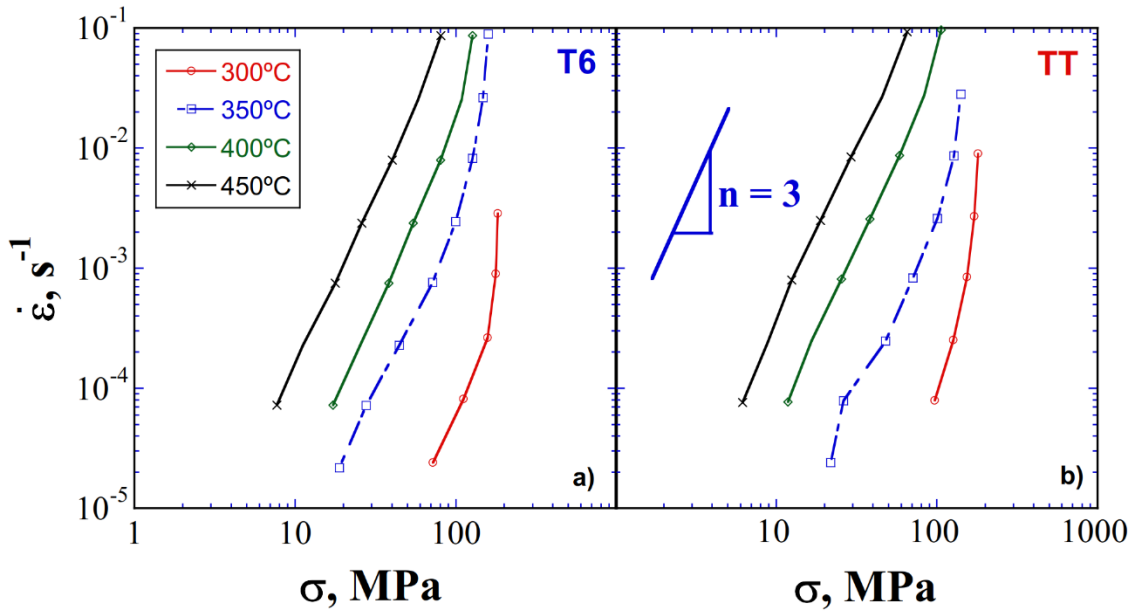 10⁻¹
10⁻²
10⁻³
10⁻⁴
10⁻⁵
ε̇, s⁻¹
300ºC
350ºC
400ºC
450ºC
T6
a)
1
10
100
σ, MPa
TT
n = 3
b)
10
100
1000
σ, MPa